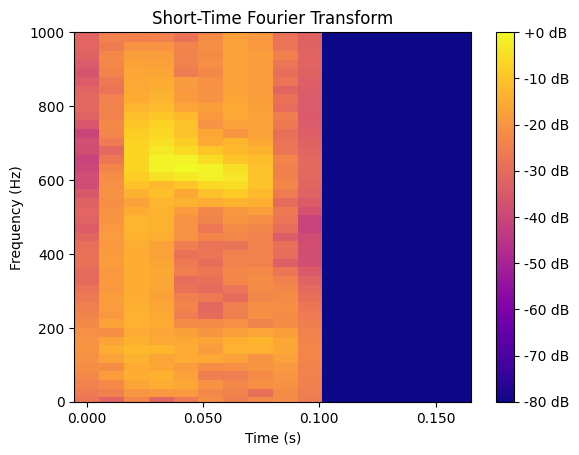 Short-Time Fourier Transform
Frequency (Hz)
1000
800
600
400
200
0
0.000
0.050
0.100
0.150
Time (s)
+0 dB
-10 dB
-20 dB
-30 dB
-40 dB
-50 dB
-60 dB
-70 dB
-80 dB